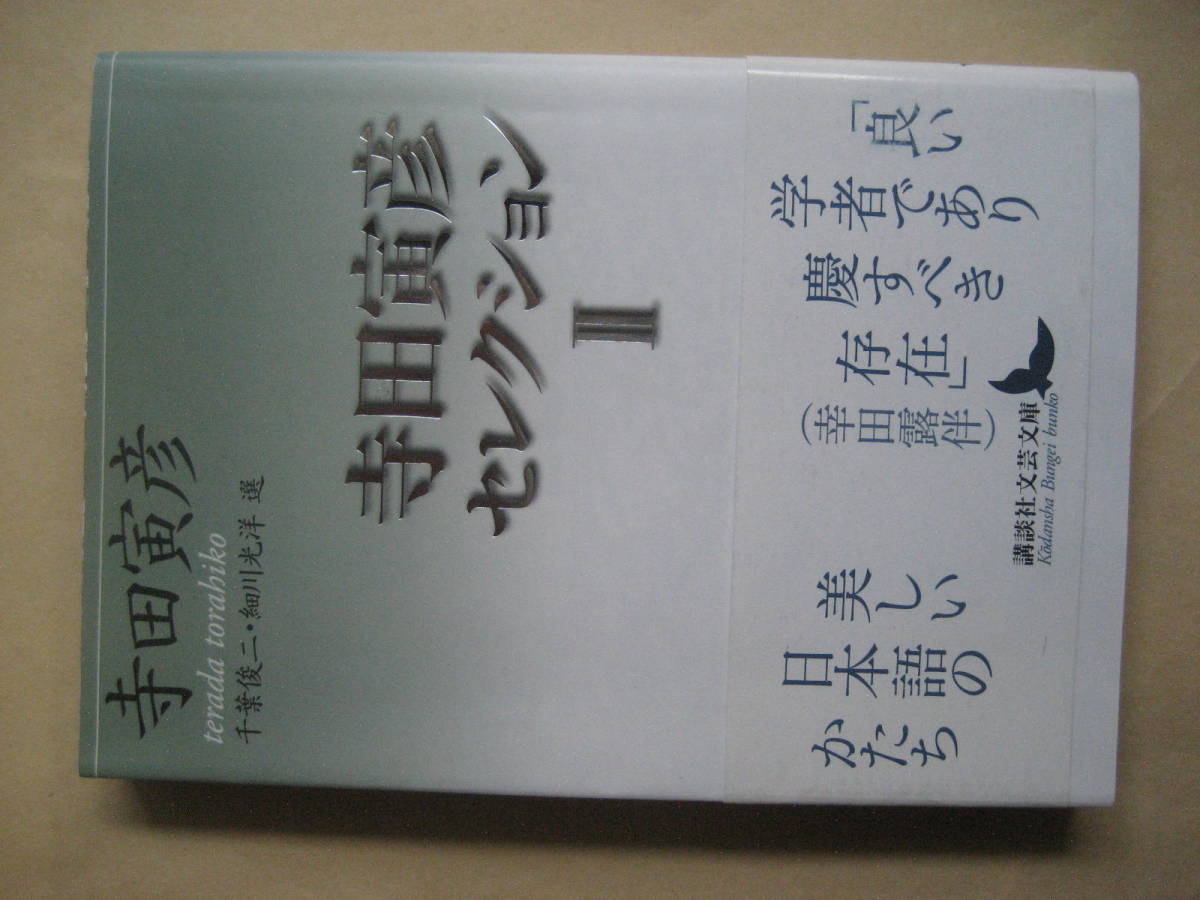 寺田寅彦
terada torahiko
千葉俊二・細川光洋 選
寺田寅彦
セレクション
II
「良い
学者であり
慶すべき
存在」
(幸田露伴)
美しい
日本語の
かたち
講談社文芸文庫
Kōdansha Bungei bunko